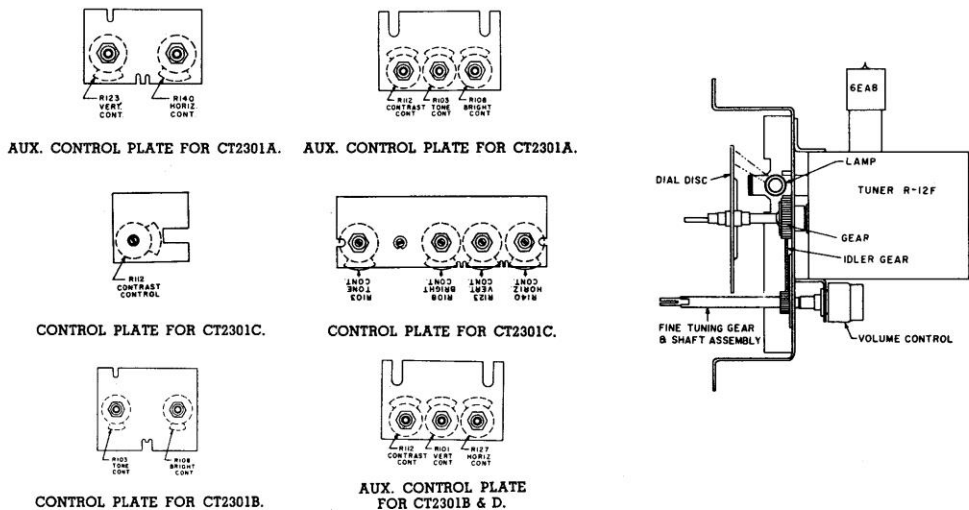 R123
VERT.
CONT.
R140
HORIZ.
CONT
AUX. CONTROL PLATE FOR CT2301A.
R112
CONTRAST
CONT
R103
TONE
CONT
R108
BRIGHT
CONT
AUX. CONTROL PLATE FOR CT2301A.
R112
CONTRAST
CONTROL
CONTROL PLATE FOR CT2301C.
R103
CONT.
TONE
R108
CONT.
BRIGHT
R123
CONT.
VERT.
R140
CONT.
HORIZ
CONTROL PLATE FOR CT2301C.
R103
TONE
CONT
R108
BRIGHT
CONT
CONTROL PLATE FOR CT2301B.
R112
CONTRAST
CONT
R101
VERT
CONT
R127
HORIZ
CONT
AUX. CONTROL PLATE
FOR CT2301B & D.
6EA8
LAMP
DIAL DISC
TUNER R-12F
GEAR
IDLER GEAR
FINE TUNING GEAR
& SHAFT ASSEMBLY
VOLUME CONTROL